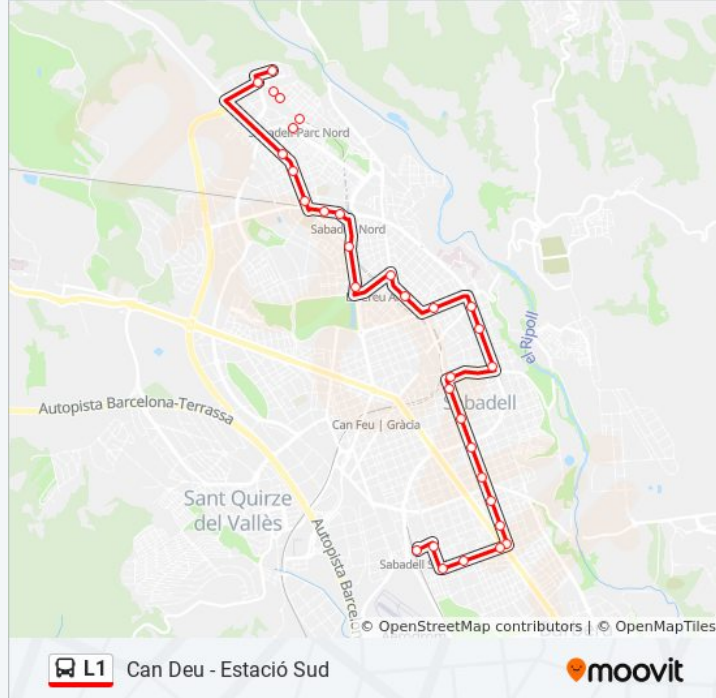 Parc Nord
Sabadell Nord
el Ripoll
Sabadell
Autopista Barcelona-Terrassa
Can Feu | Gràcia
Sant Quirze
del Vallès
Autopista
Sabadell S
© OpenStreetMap contributors | © OpenMapTiles
L1 Can Deu - Estació Sud
moovit